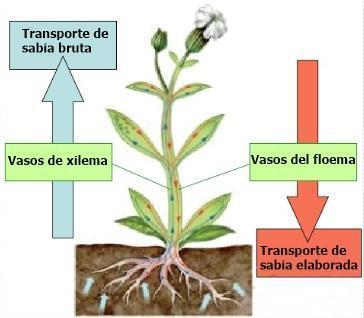 Transporte de
sabia bruta
Vasos de xilema
Vasos del floema
Transporte de
sabia elaborada